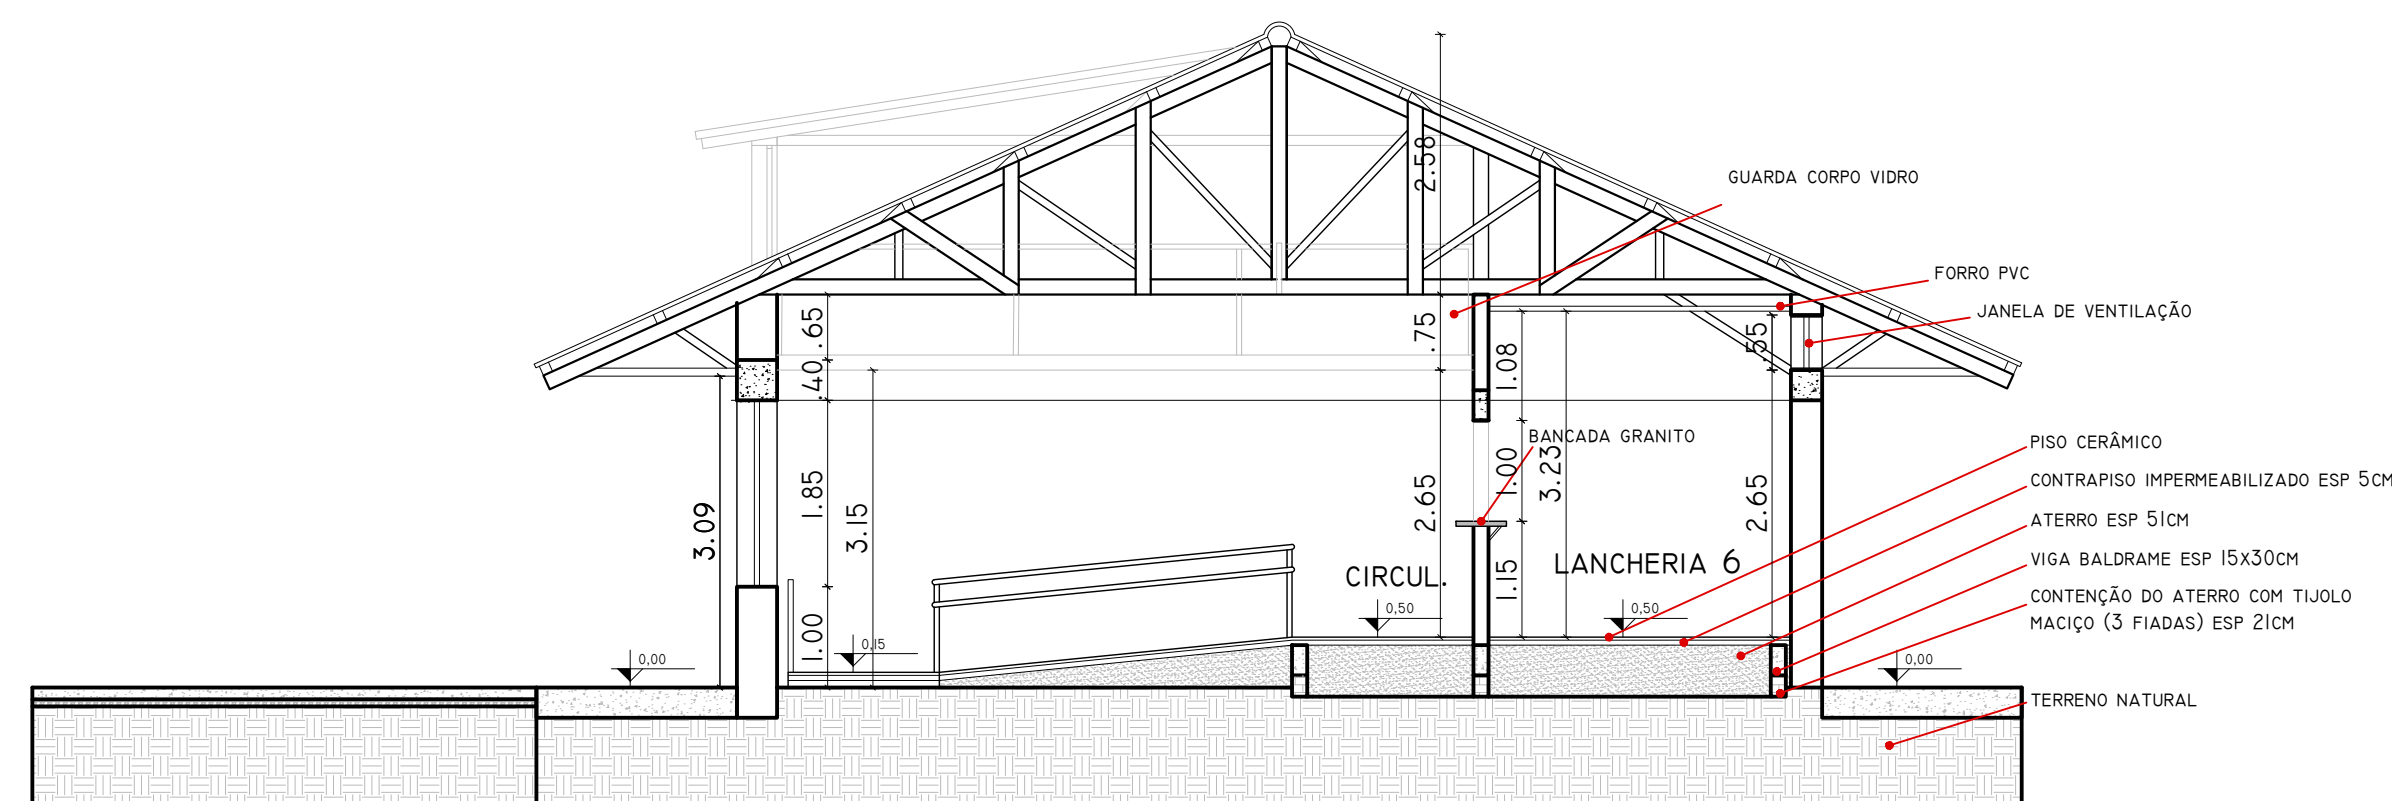 2.58
GUARDA CORPO VIDRO
FORRO PVC
JANELA DE VENTILAÇÃO
.65
.75
.55
1.08
.40
BANCADA GRANITO
PISO CERÂMICO
3.09
1.85
3.15
2.65
1.00
3.23
2.65
CONTRAPISO IMPERMEABILIZADO ESP 5CM
ATERRO ESP 51CM
CIRCUL.
LANCHERIA 6
VIGA BALDRAME ESP 15X30CM
1.15
CONTENÇÃO DO ATERRO COM TIJOLO
MACIÇO (3 FIADAS) ESP 21CM
0,50
0,50
1.00
0,15
0,00
0,00
TERRENO NATURAL